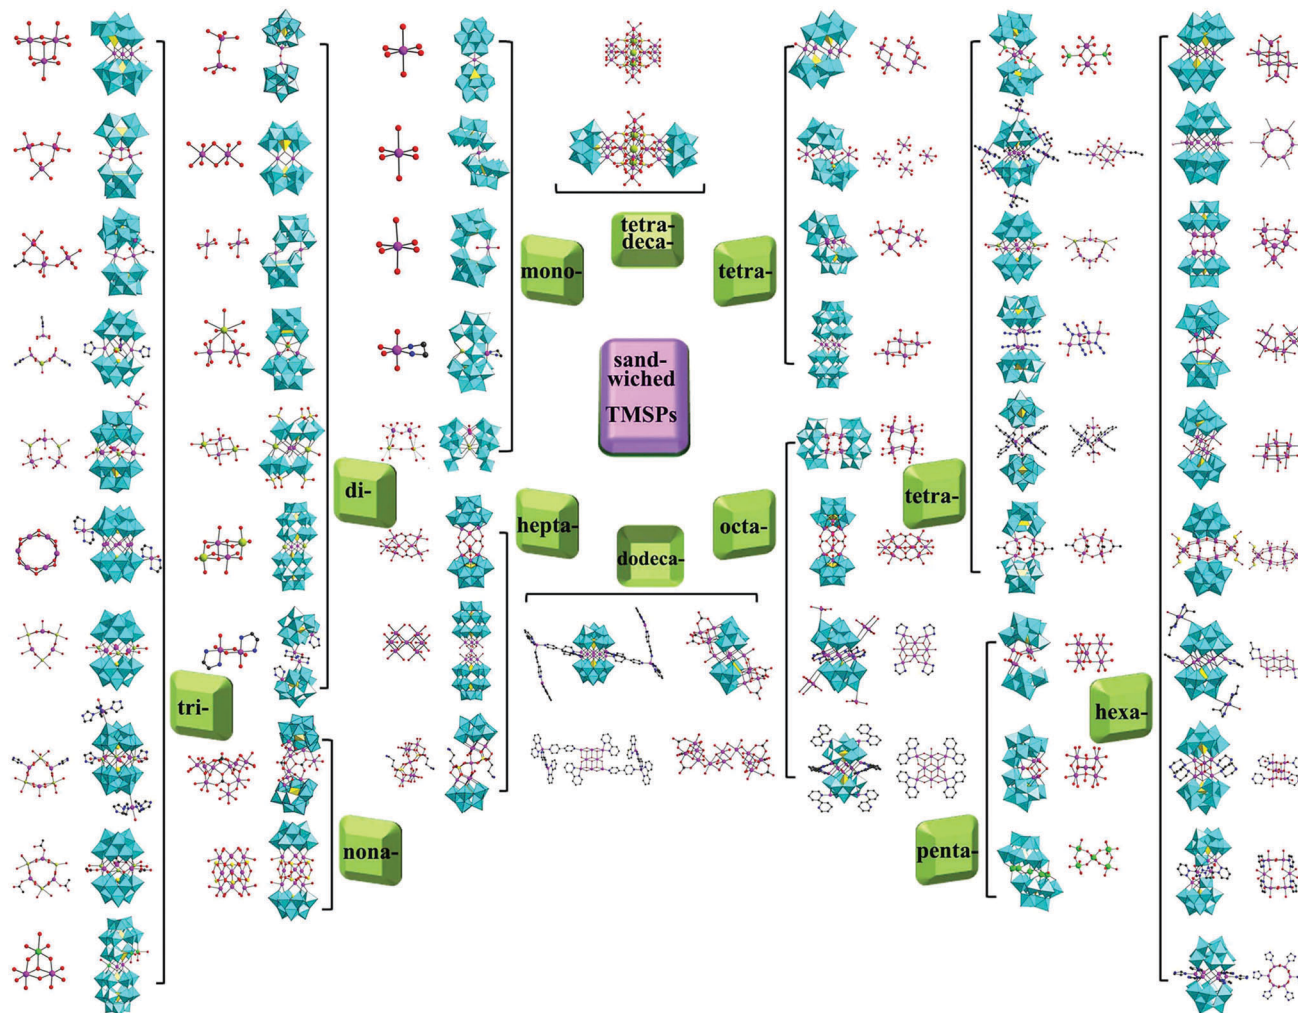 tetra-
deca-
mono-
tetra-
sand-
wiched
TMSPs
di-
hepta-
octa-
tetra-
dodeca-
tri-
hexa-
nona-
penta-